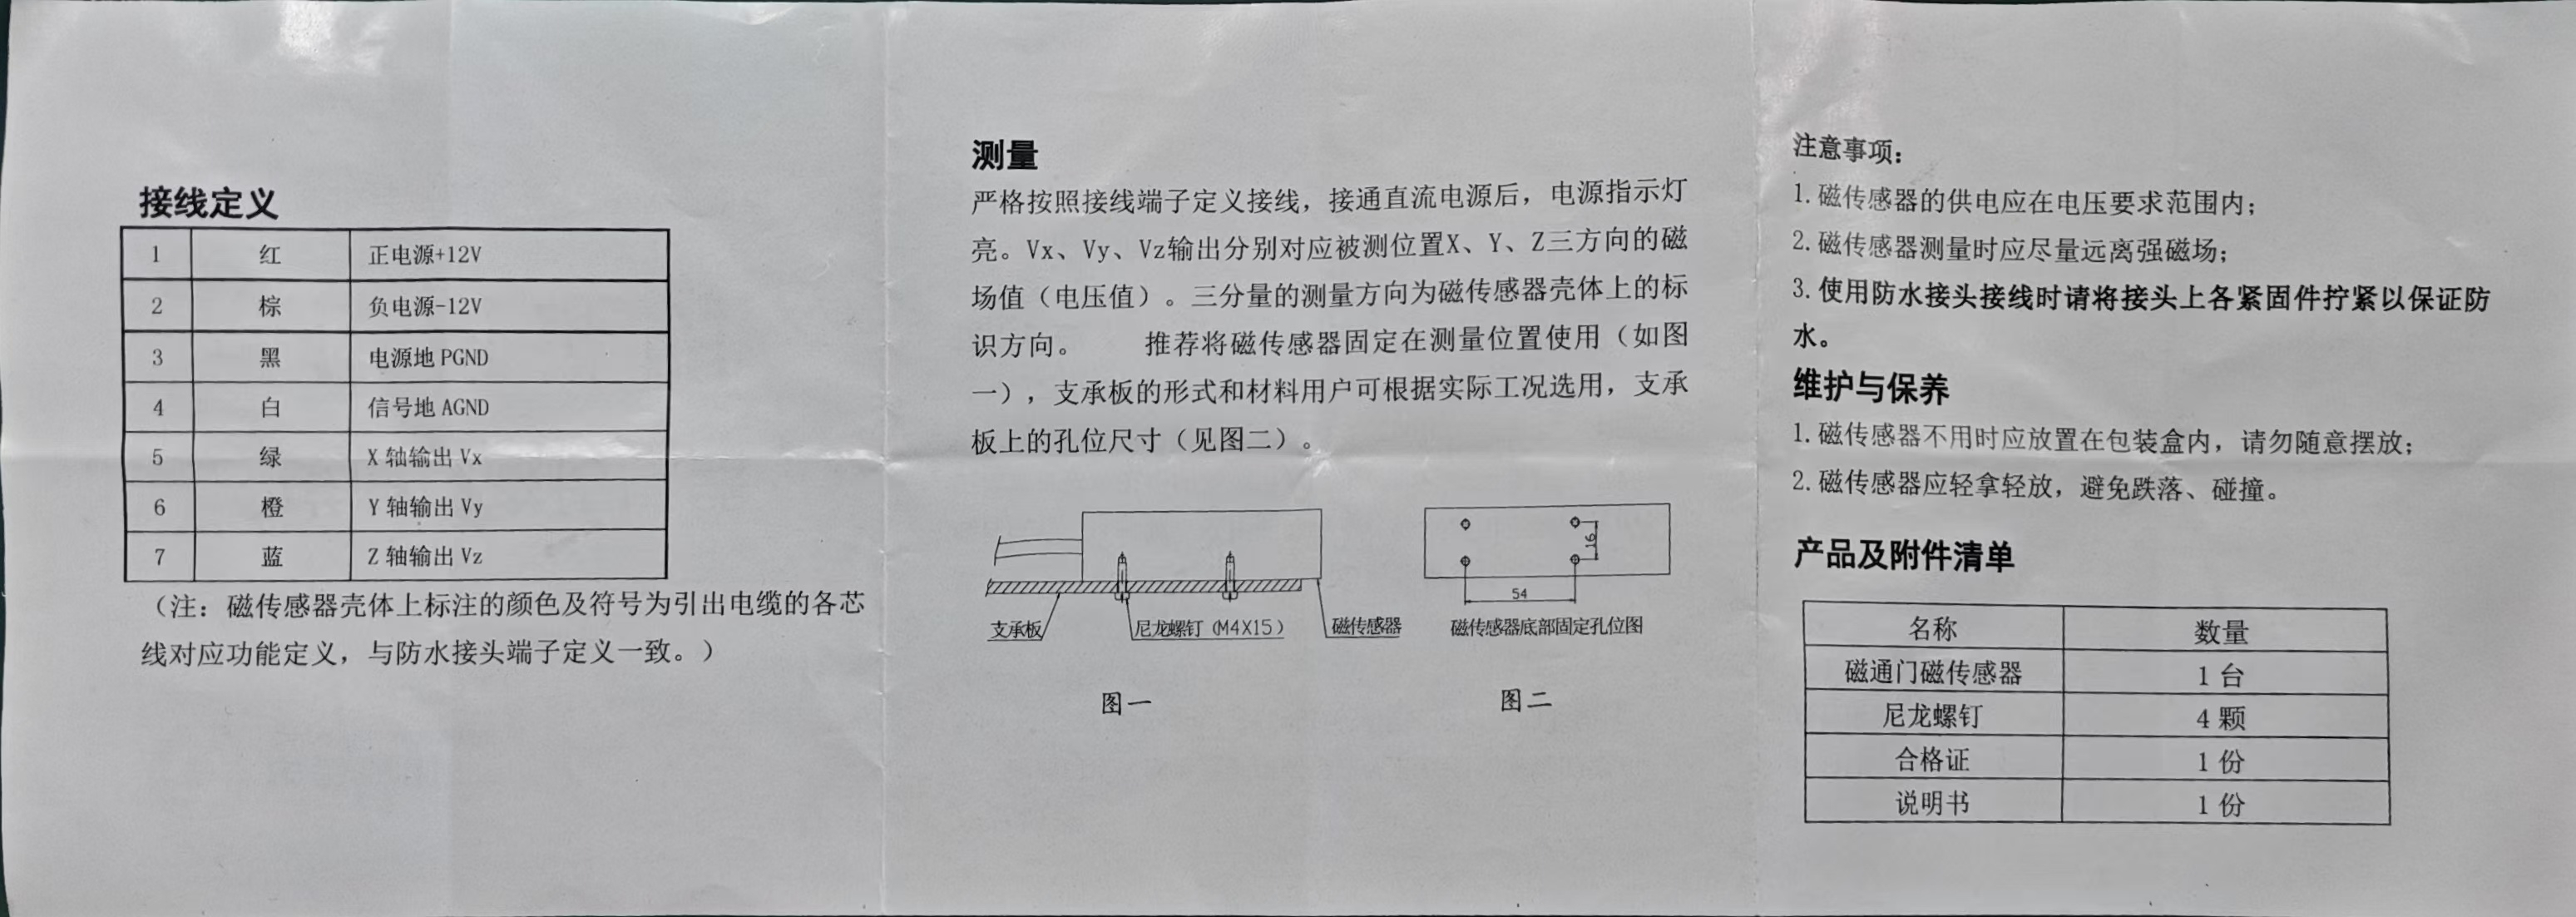 接线定义
1 红 正电源+12V
2 棕 负电源-12V
3 黑 电源地 PGND
4 白 信号地 AGND
5 绿 X 轴输出 Vx
6 橙 Y 轴输出 Vy
7 蓝 Z 轴输出 Vz
（注：磁传感器壳体上标注的颜色及符号为引出电缆的各芯
线对应功能定义，与防水接头端子定义一致。）
测量
严格按照接线端子定义接线，接通直流电源后，电源指示灯
亮。Vx、Vy、Vz输出分别对应被测位置X、Y、Z三方向的磁
场值（电压值）。三分量的测量方向为磁传感器壳体上的标
识方向。 推荐将磁传感器固定在测量位置使用（如图
一），支承板的形式和材料用户可根据实际工况选用，支承
板上的孔位尺寸（见图二）。
支承板 尼龙螺钉（M4X15） 磁传感器
图一
16
54
磁传感器底部固定孔位图
图二
注意事项：
1.磁传感器的供电应在电压要求范围内；
2.磁传感器测量时应尽量远离强磁场；
3.使用防水接头接线时请将接头上各紧固件拧紧以保证防
水。
维护与保养
1.磁传感器不用时应放置在包装盒内，请勿随意摆放；
2.磁传感器应轻拿轻放，避免跌落、碰撞。
产品及附件清单
名称 数量
磁通门磁传感器 1 台
尼龙螺钉 4 颗
合格证 1 份
说明书 1 份